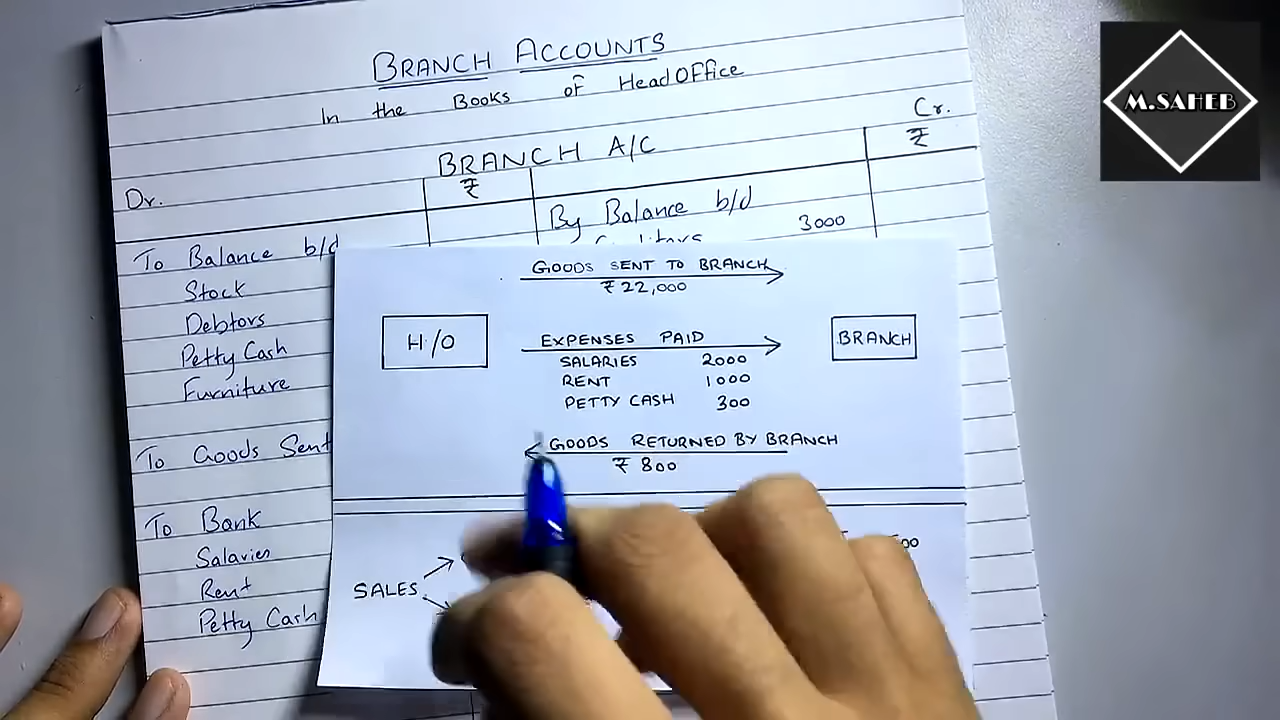 BRANCH ACCOUNTS
In the Books of Head Office
M.SAHEB
BRANCH A/C
Dr.
Cr.
₹
₹
To Balance b/d
Stock
Debtors
Petty Cash
Furniture
To Goods Sent
To Bank
Salaries
Rent
Petty Cash
By Balance b/d
3000
GOODS SENT TO BRANCH
₹ 22,000
H/O
BRANCH
EXPENSES PAID
SALARIES 2000
RENT 1000
PETTY CASH 300
GOODS RETURNED BY BRANCH
₹ 800
SALES